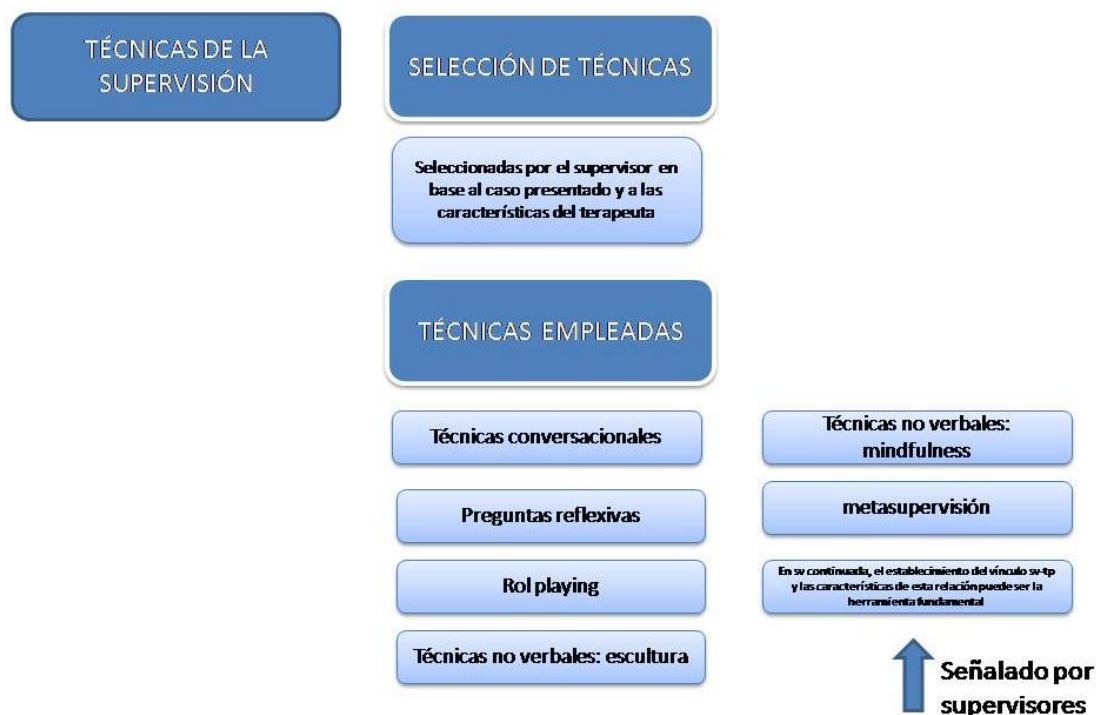 TÉCNICAS DE LA
SUPERVISIÓN
SELECCIÓN DE TÉCNICAS
Seleccionadas por el supervisor en
base al caso presentado y a las
características del terapeuta
TÉCNICAS EMPLEADAS
Técnicas conversacionales
Preguntas reflexivas
Rol playing
Técnicas no verbales: escultura
Técnicas no verbales:
mindfulness
metasupervisión
En sv continuada, el establecimiento del vínculo sv-tp
y las características de esta relación puede ser la
herramienta fundamental
Señalado por
supervisores